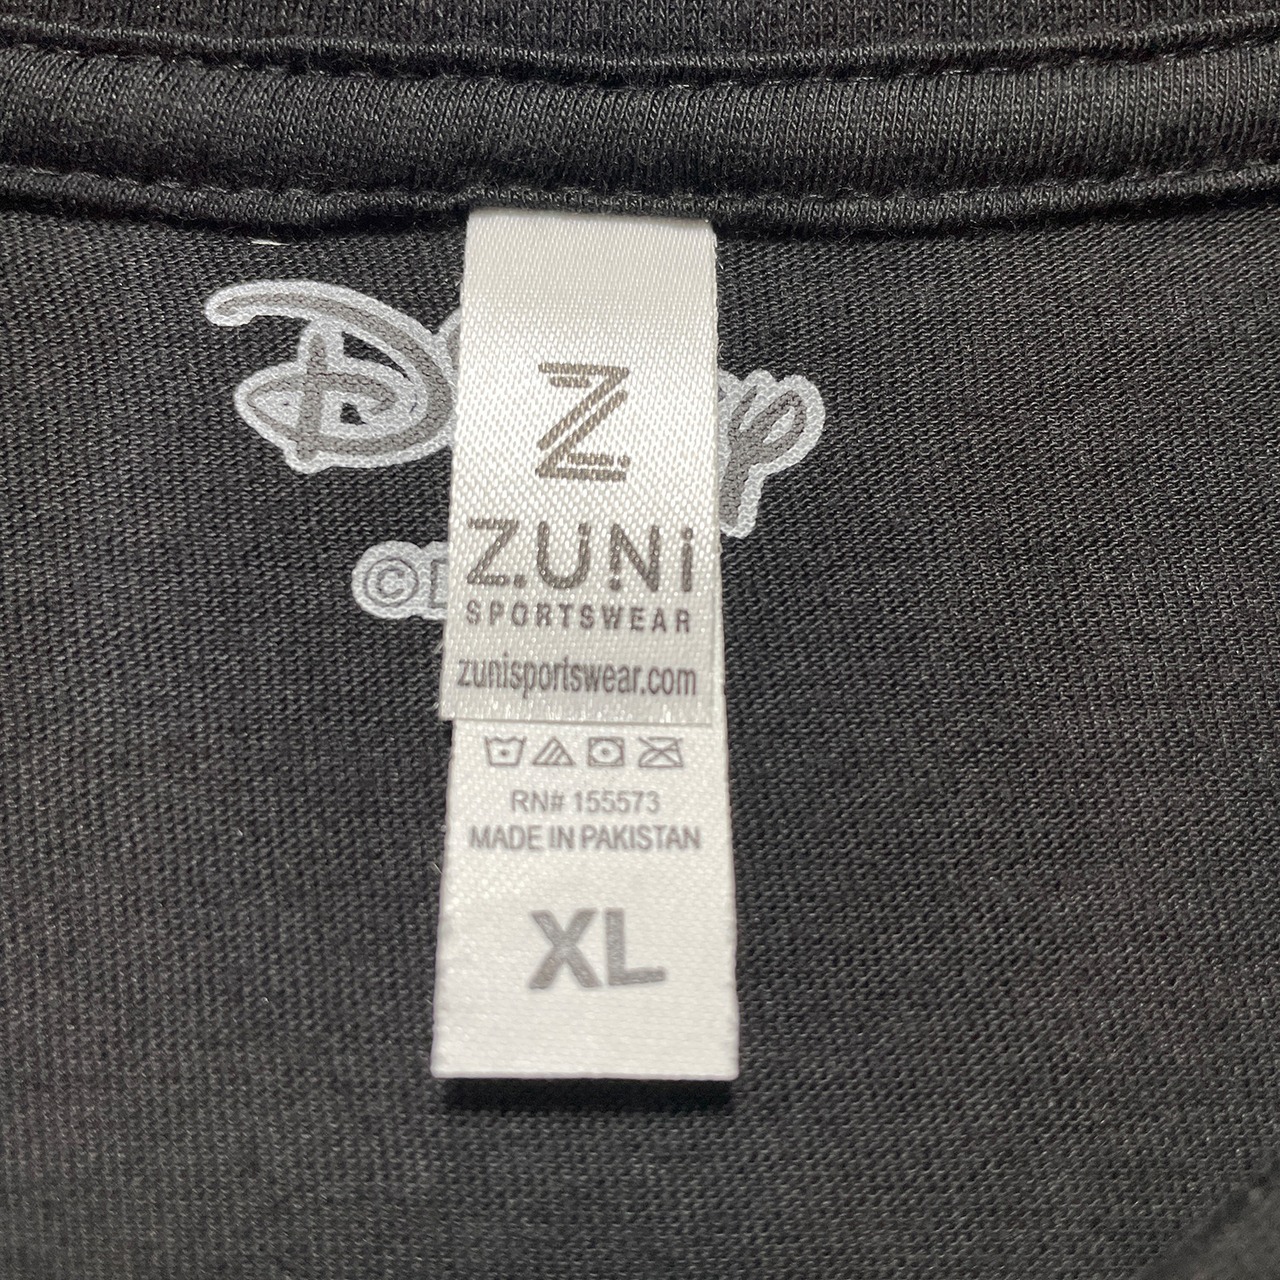 Z
ZUNi
SPORTSWEAR
zunisportswear.com
RN# 155573
MADE IN PAKISTAN
XL
©